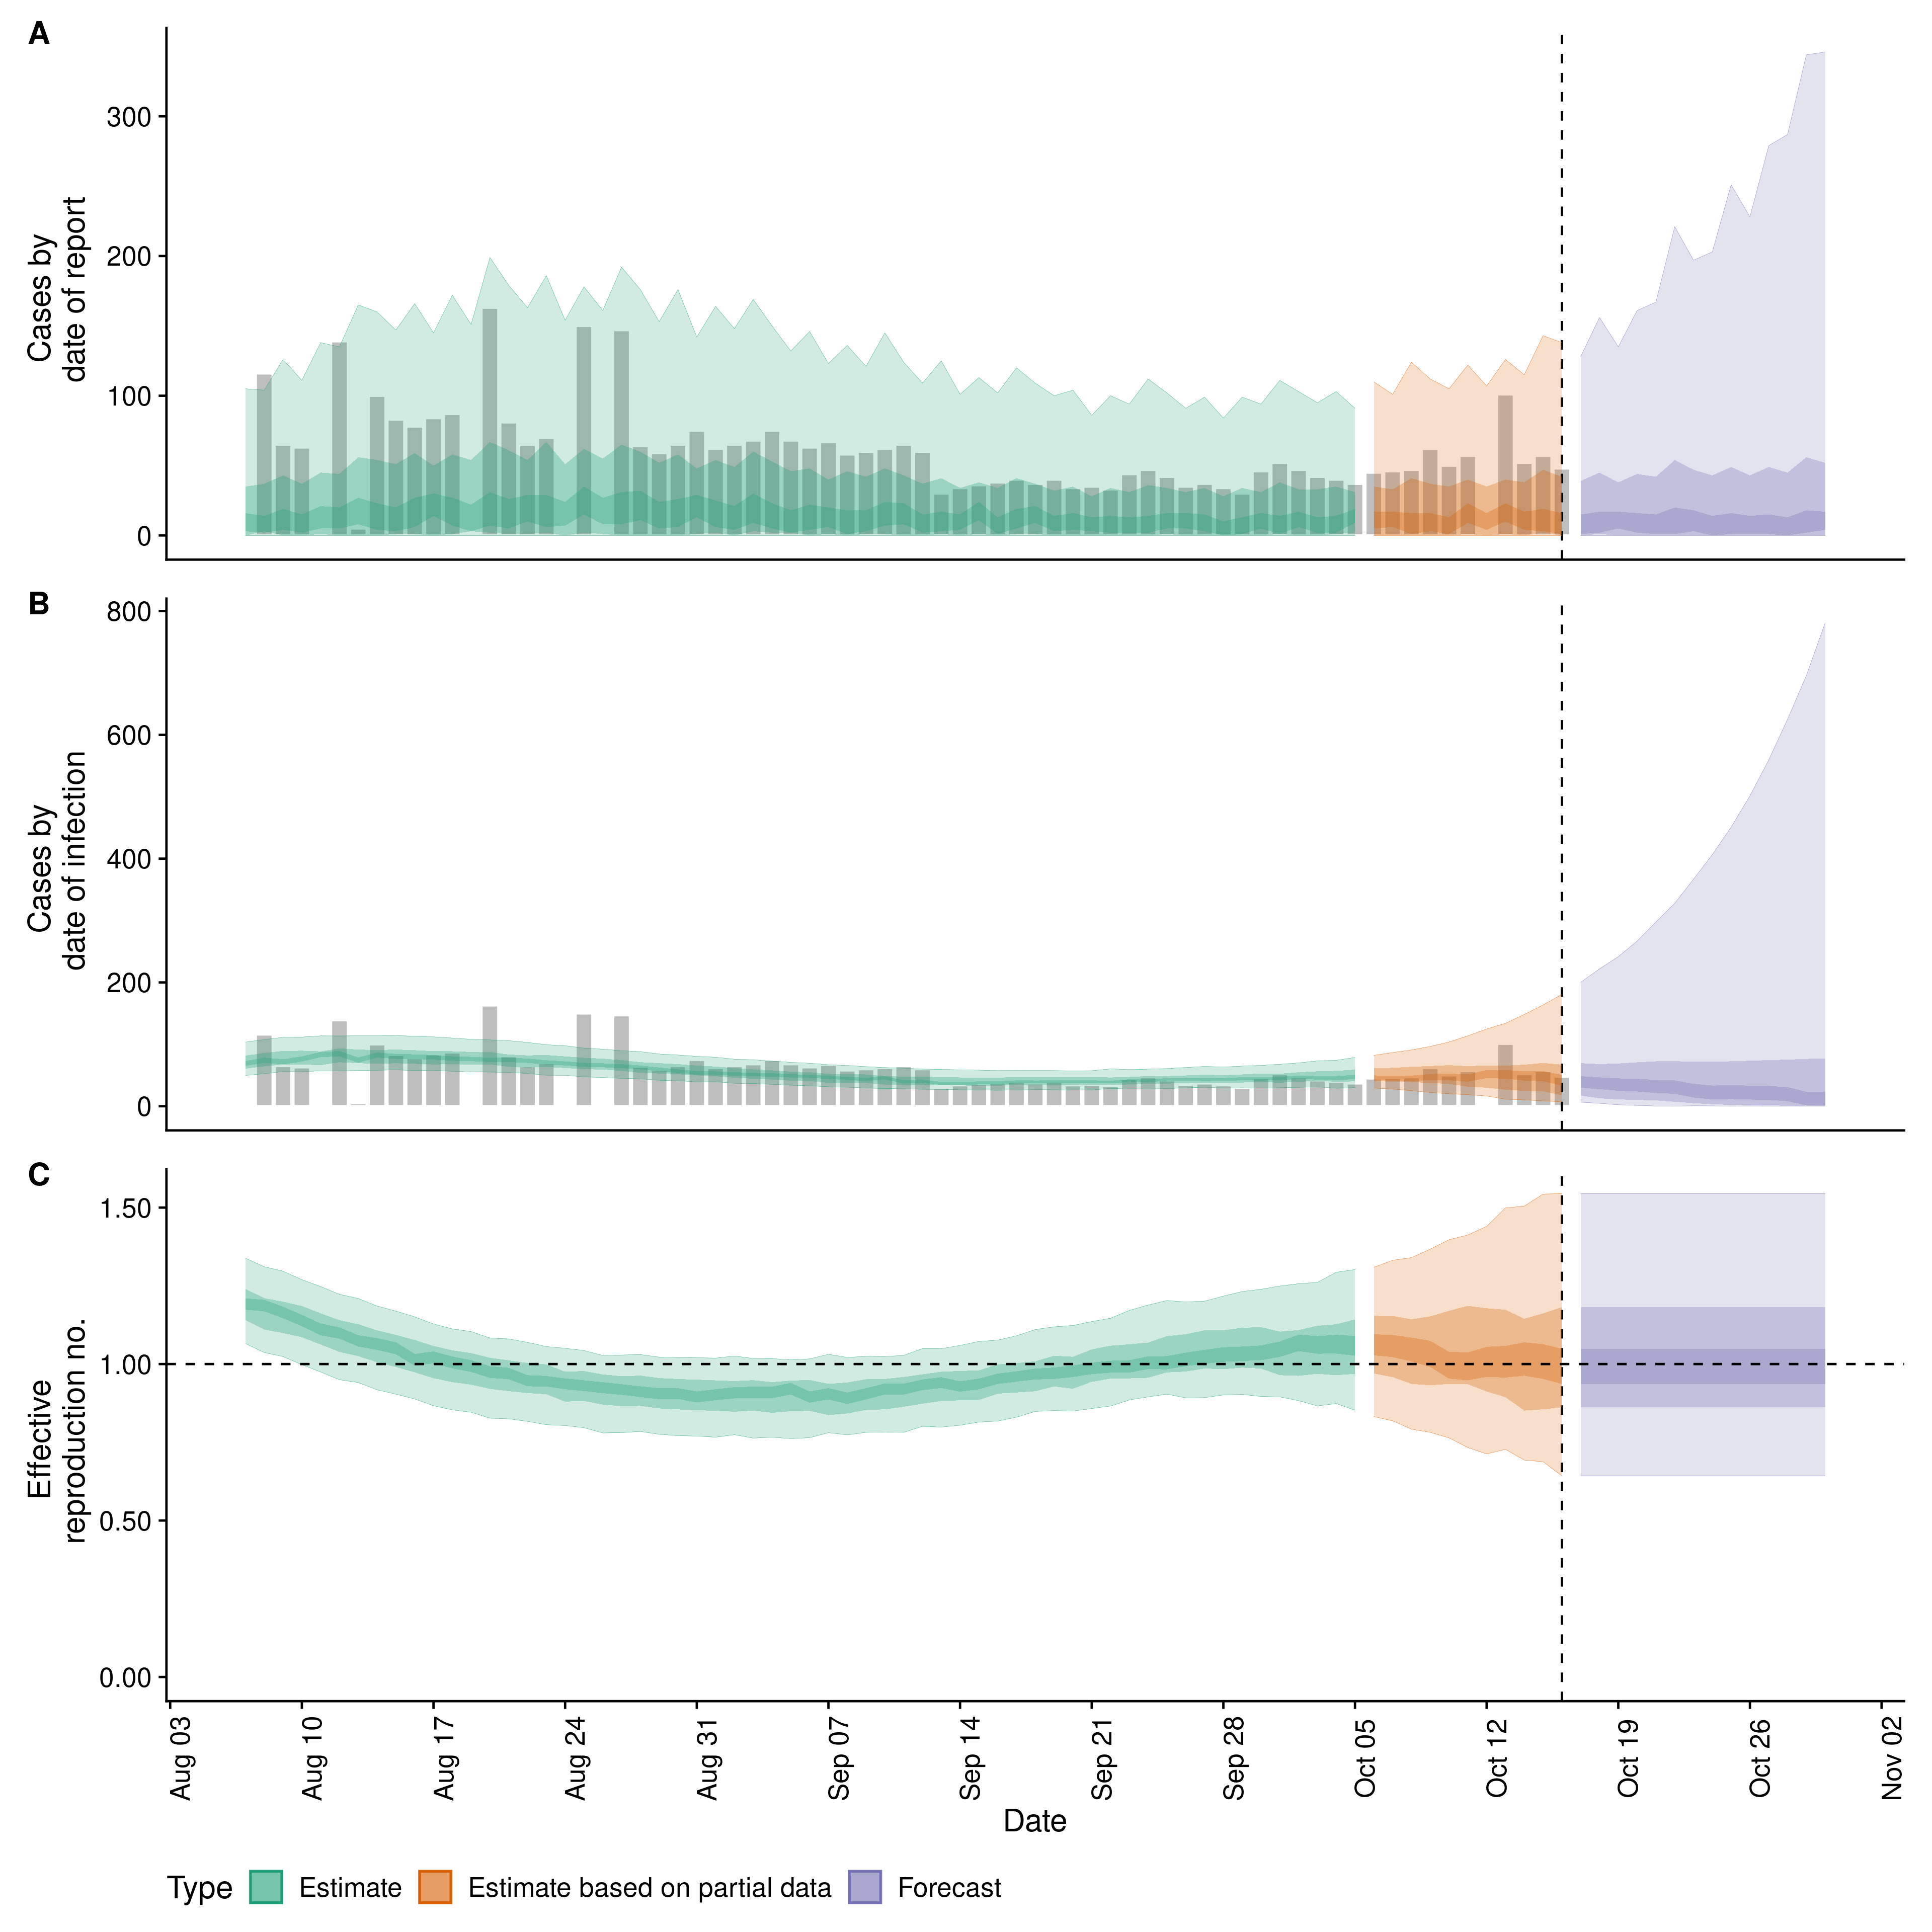 A
Cases by
date of report
300
200
100
0
B
Cases by
date of infection
800
600
400
200
0
C
Effective
reproduction no.
1.50
1.00
0.50
0.00
Aug 03
Aug 10
Aug 17
Aug 24
Aug 31
Sep 07
Sep 14
Sep 21
Sep 28
Oct 05
Oct 12
Oct 19
Oct 26
Nov 02
Date
Type Estimate Estimate based on partial data Forecast